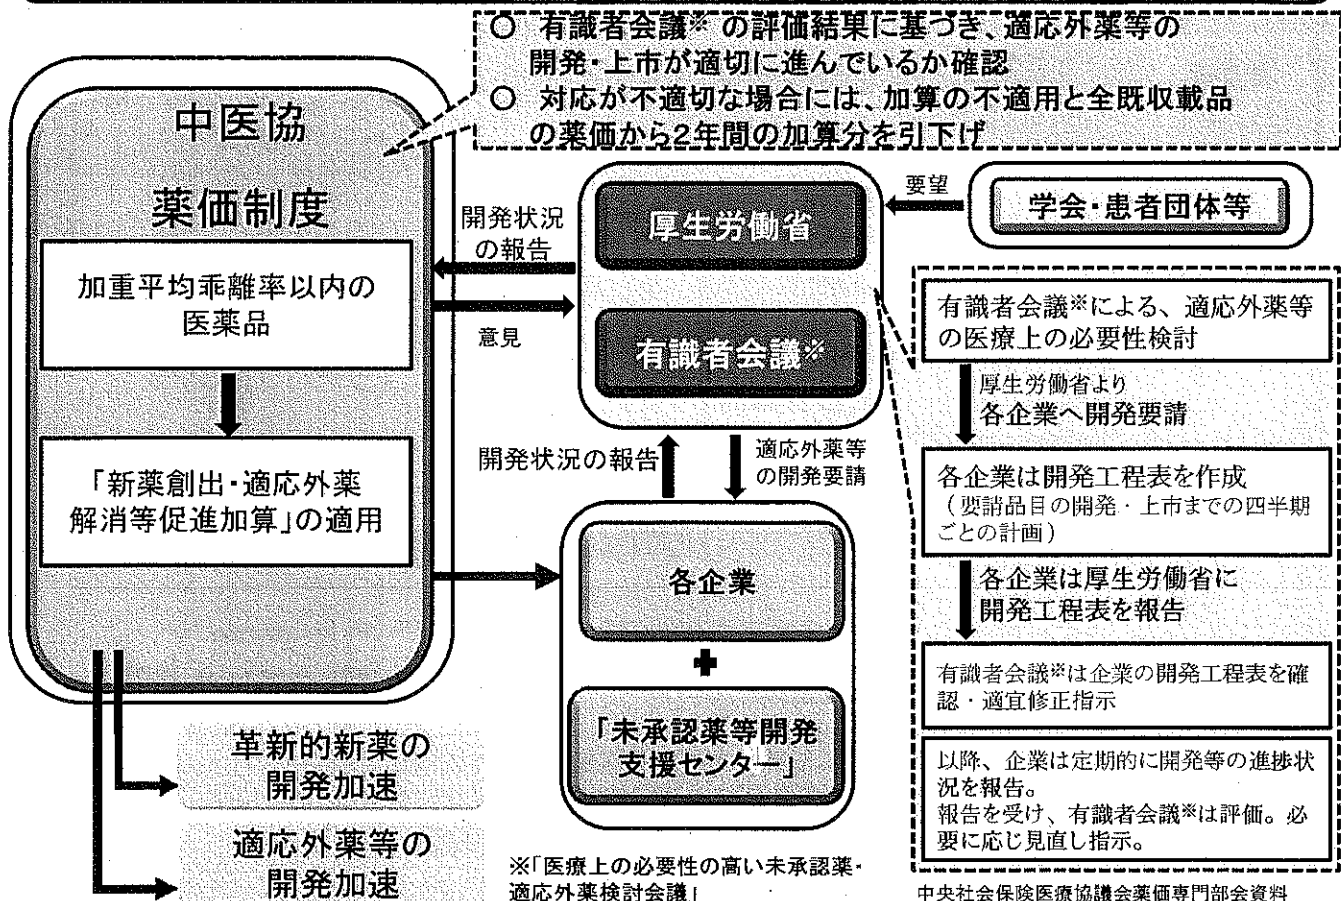 ○ 有識者会議※ の評価結果に基づき、適応外薬等の
開発・上市が適切に進んでいるか確認
○ 対応が不適切な場合には、加算の不適用と全既収載品
の薬価から2年間の加算分を引下げ
中医協
薬価制度
加重平均乖離率以内の
医薬品
「新薬創出・適応外薬
解消等促進加算」の適用
革新的新薬の
開発加速
適応外薬等の
開発加速
開発状況
の報告
意見
厚生労働省
有識者会議※
要望
学会・患者団体等
開発状況の報告
適応外薬等
の開発要請
各企業
+
「未承認薬等開発
支援センター」
※「医療上の必要性の高い未承認薬・
適応外薬検討会議」
有識者会議※による、適応外薬等
の医療上の必要性検討
厚生労働省より
各企業へ開発要請
各企業は開発工程表を作成
(要請品目の開発・上市までの四半期
ごとの計画)
各企業は厚生労働省に
開発工程表を報告
有識者会議※は企業の開発工程表を確
認・適宜修正指示
以降、企業は定期的に開発等の進捗状
況を報告。
報告を受け、有識者会議※は評価。必
要に応じ見直し指示。
中央社会保険医療協議会薬価専門部会資料